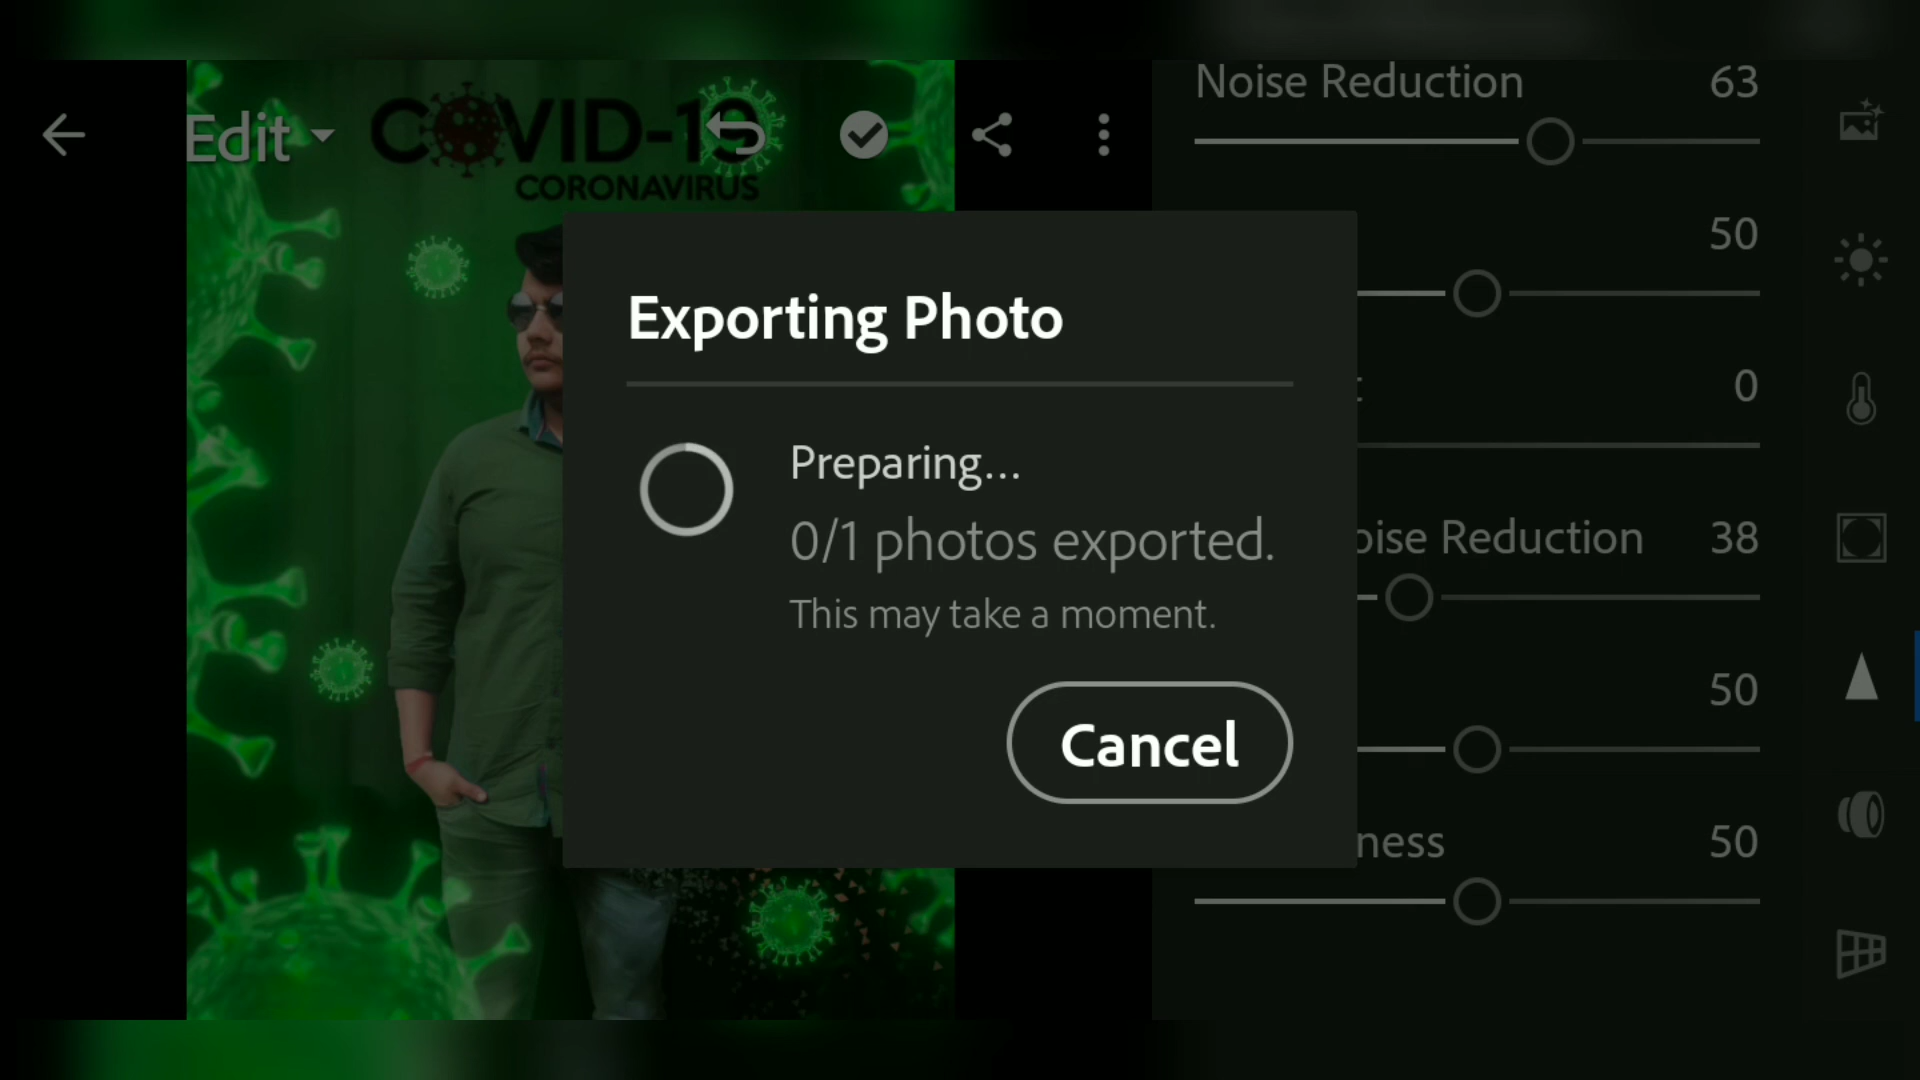 Noise Reduction 63
Edit
COVID-19
CORONAVIRUS
50
0
Exporting Photo
Preparing...
0/1 photos exported.
This may take a moment.
Cancel
oise Reduction 38
50
ness 50